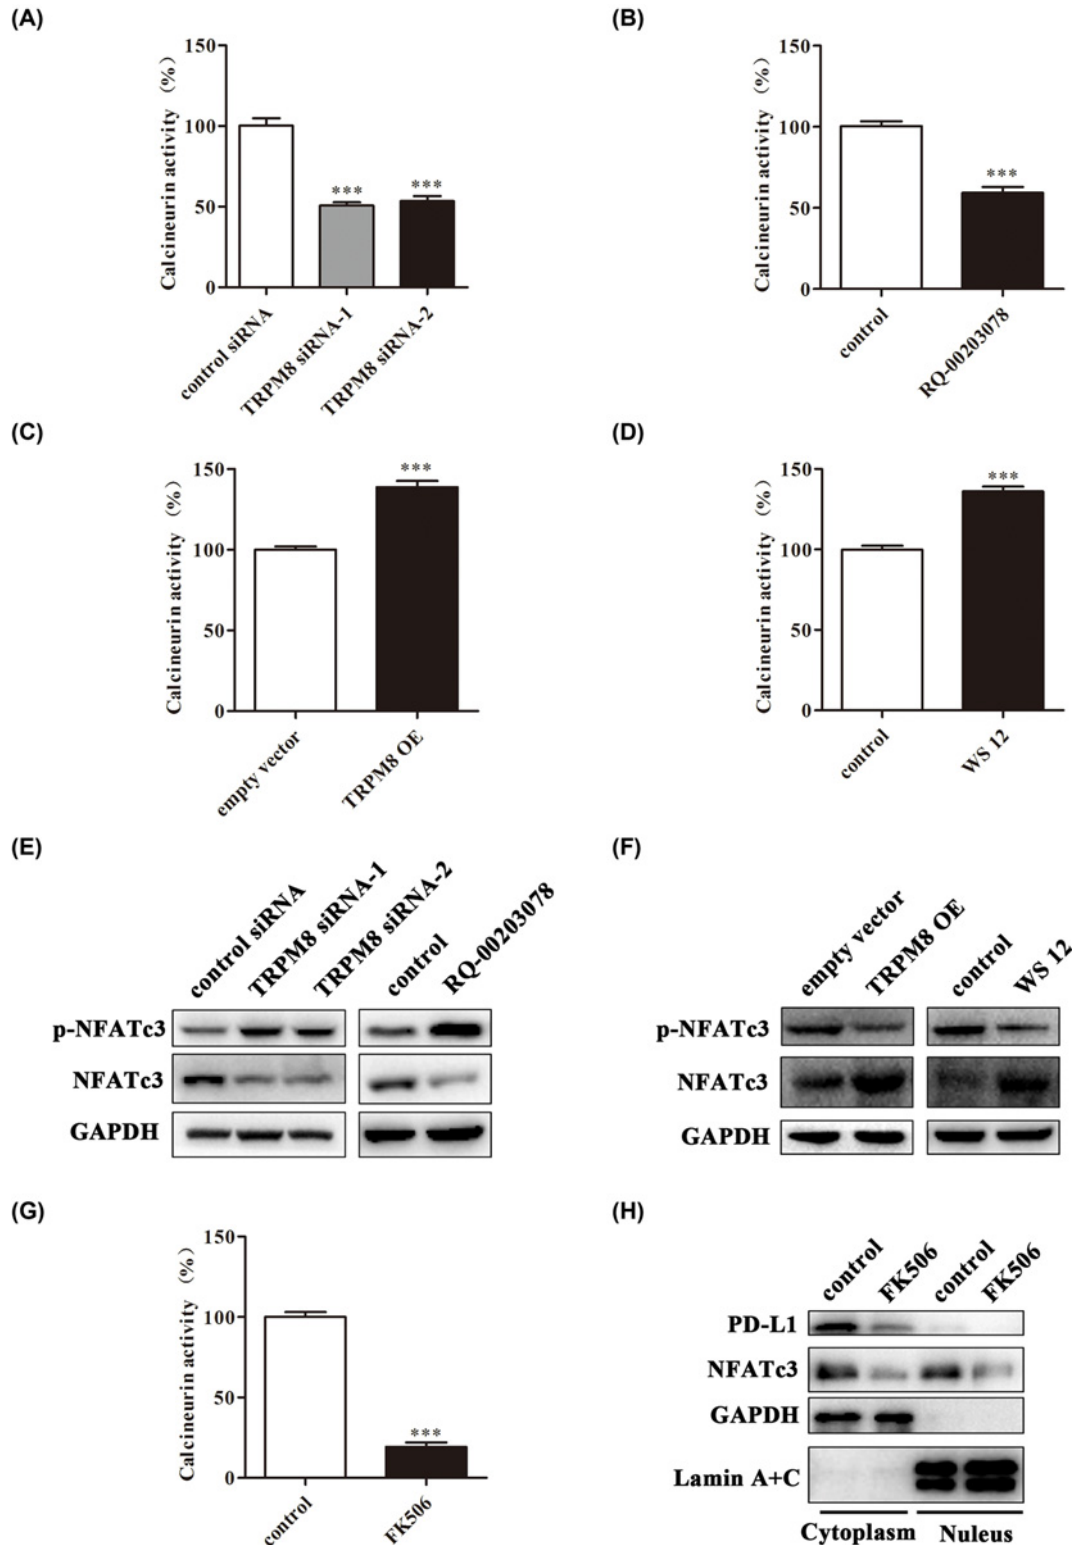 (A)
Calcineurin activity (%)
150
100
50
0
***
***
control siRNA
TRPM8 siRNA-1
TRPM8 siRNA-2
(B)
Calcineurin activity (%)
150
100
50
0
***
control
RQ-00203078
(C)
Calcineurin activity (%)
150
100
50
0
***
empty vector
TRPM8 OE
(D)
Calcineurin activity (%)
150
100
50
0
***
control
WS 12
(E)
control siRNA
TRPM8 siRNA-1
TRPM8 siRNA-2
control
RQ-00203078
p-NFATc3
NFATc3
GAPDH
(F)
empty vector
TRPM8 OE
control
WS 12
p-NFATc3
NFATc3
GAPDH
(G)
Calcineurin activity (%)
150
100
50
0
***
control
FK506
(H)
control
FK506
control
FK506
PD-L1
NFATc3
GAPDH
Lamin A+C
Cytoplasm Nuleus